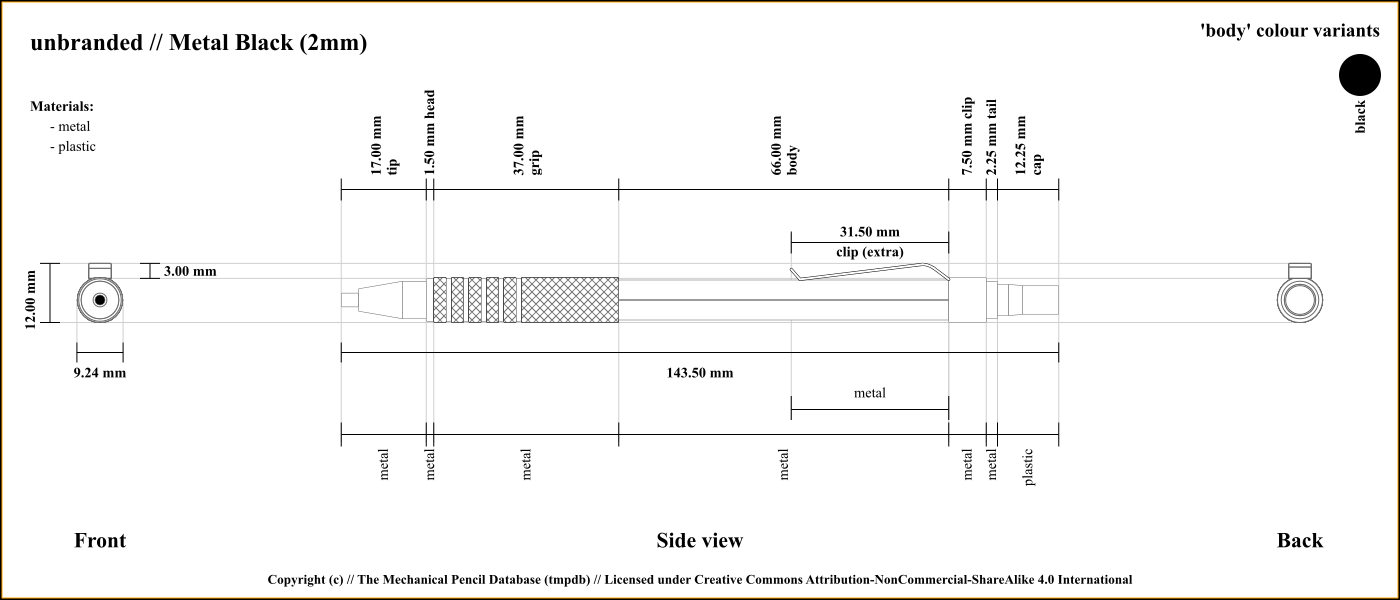 unbranded // Metal Black (2mm)
'body' colour variants
black
Materials:
- metal
- plastic
17.00 mm
tip
1.50 mm head
37.00 mm
grip
66.00 mm
body
7.50 mm clip
2.25 mm tail
12.25 mm
cap
31.50 mm
clip (extra)
3.00 mm
12.00 mm
9.24 mm
143.50 mm
metal
metal
metal
metal
metal
metal
metal
plastic
Front
Side view
Back
Copyright (c) // The Mechanical Pencil Database (tmpdb) // Licensed under Creative Commons Attribution-NonCommercial-ShareAlike 4.0 International